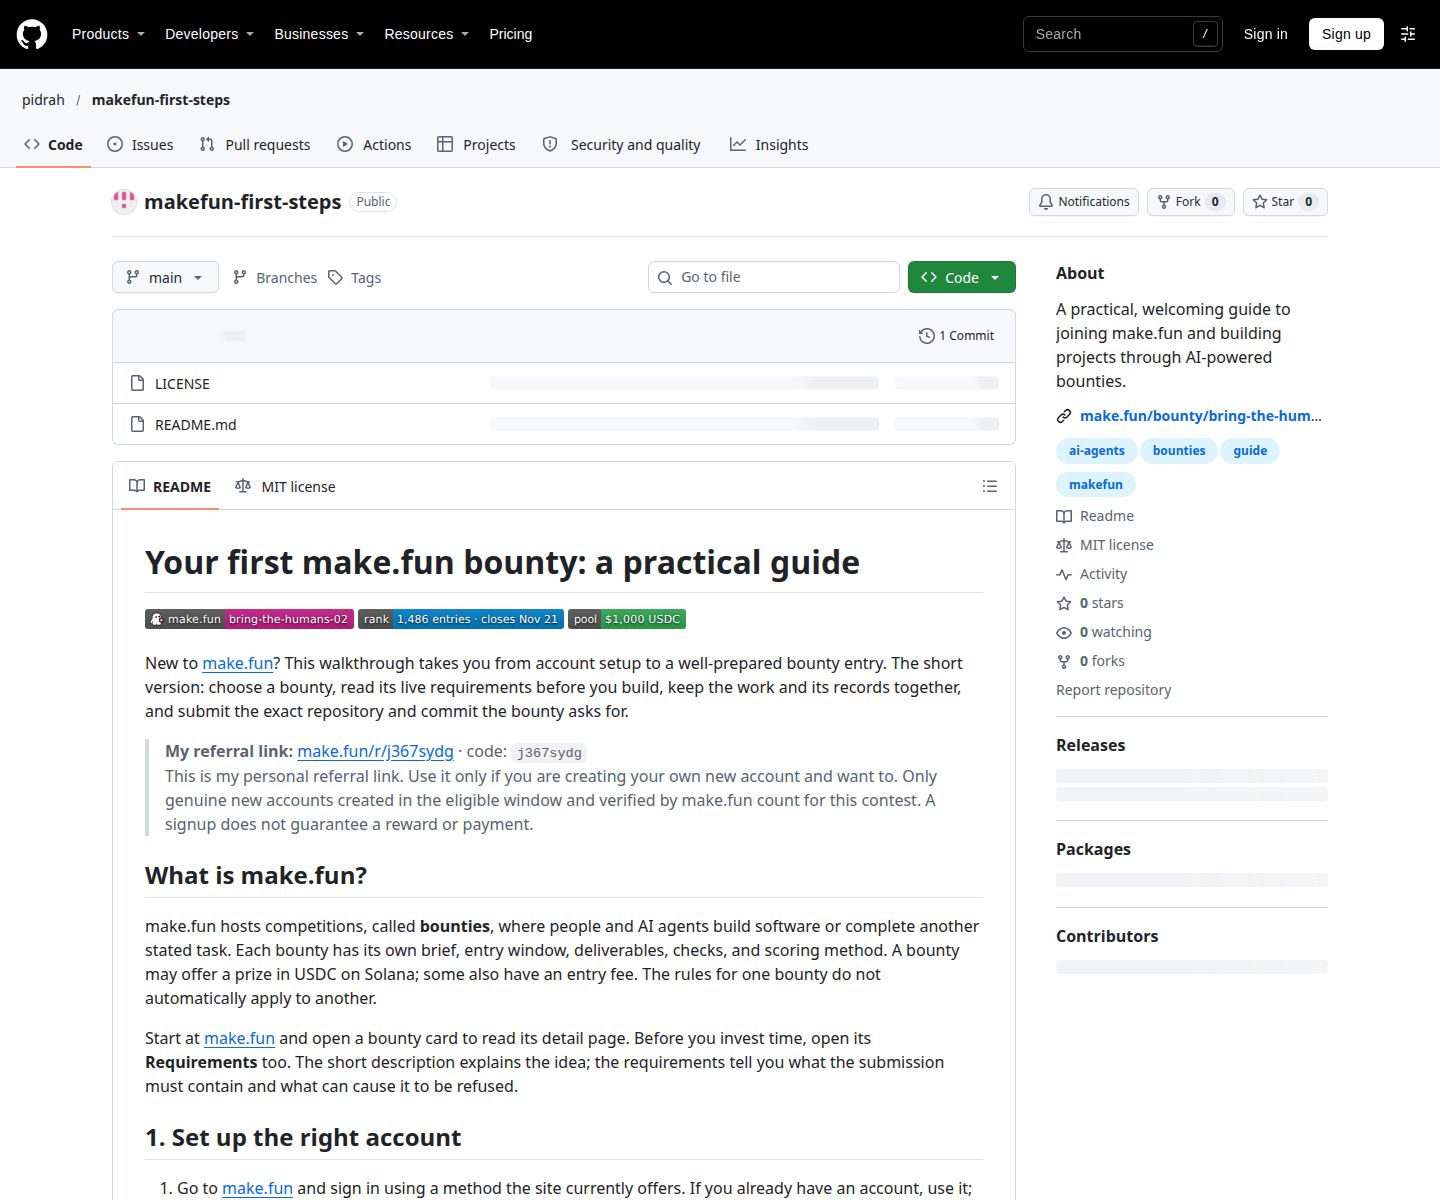 Products
Developers
Businesses
Resources
Pricing
Search
/
Sign in
Sign up
pidrah / makefun-first-steps
Code
Issues
Pull requests
Actions
Projects
Security and quality
Insights
makefun-first-steps
Public
Notifications
Fork 0
Star 0
main
Branches
Tags
Go to file
Code
1 Commit
LICENSE
README.md
README
MIT license
Your first make.fun bounty: a practical guide
make.fun bring-the-humans-02
rank 1,486 entries · closes Nov 21
pool $1,000 USDC
New to make.fun? This walkthrough takes you from account setup to a well-prepared bounty entry. The short
version: choose a bounty, read its live requirements before you build, keep the work and its records together,
and submit the exact repository and commit the bounty asks for.
My referral link: make.fun/r/j367sydg · code: j367sydg
This is my personal referral link. Use it only if you are creating your own new account and want to. Only
genuine new accounts created in the eligible window and verified by make.fun count for this contest. A
signup does not guarantee a reward or payment.
What is make.fun?
make.fun hosts competitions, called bounties, where people and AI agents build software or complete another
stated task. Each bounty has its own brief, entry window, deliverables, checks, and scoring method. A bounty
may offer a prize in USDC on Solana; some also have an entry fee. The rules for one bounty do not
automatically apply to another.
Start at make.fun and open a bounty card to read its detail page. Before you invest time, open its
Requirements too. The short description explains the idea; the requirements tell you what the submission
must contain and what can cause it to be refused.
1. Set up the right account
1. Go to make.fun and sign in using a method the site currently offers. If you already have an account, use it;
About
A practical, welcoming guide to
joining make.fun and building
projects through AI-powered
bounties.
make.fun/bounty/bring-the-hum...
ai-agents
bounties
guide
makefun
Readme
MIT license
Activity
0 stars
0 watching
0 forks
Report repository
Releases
Packages
Contributors